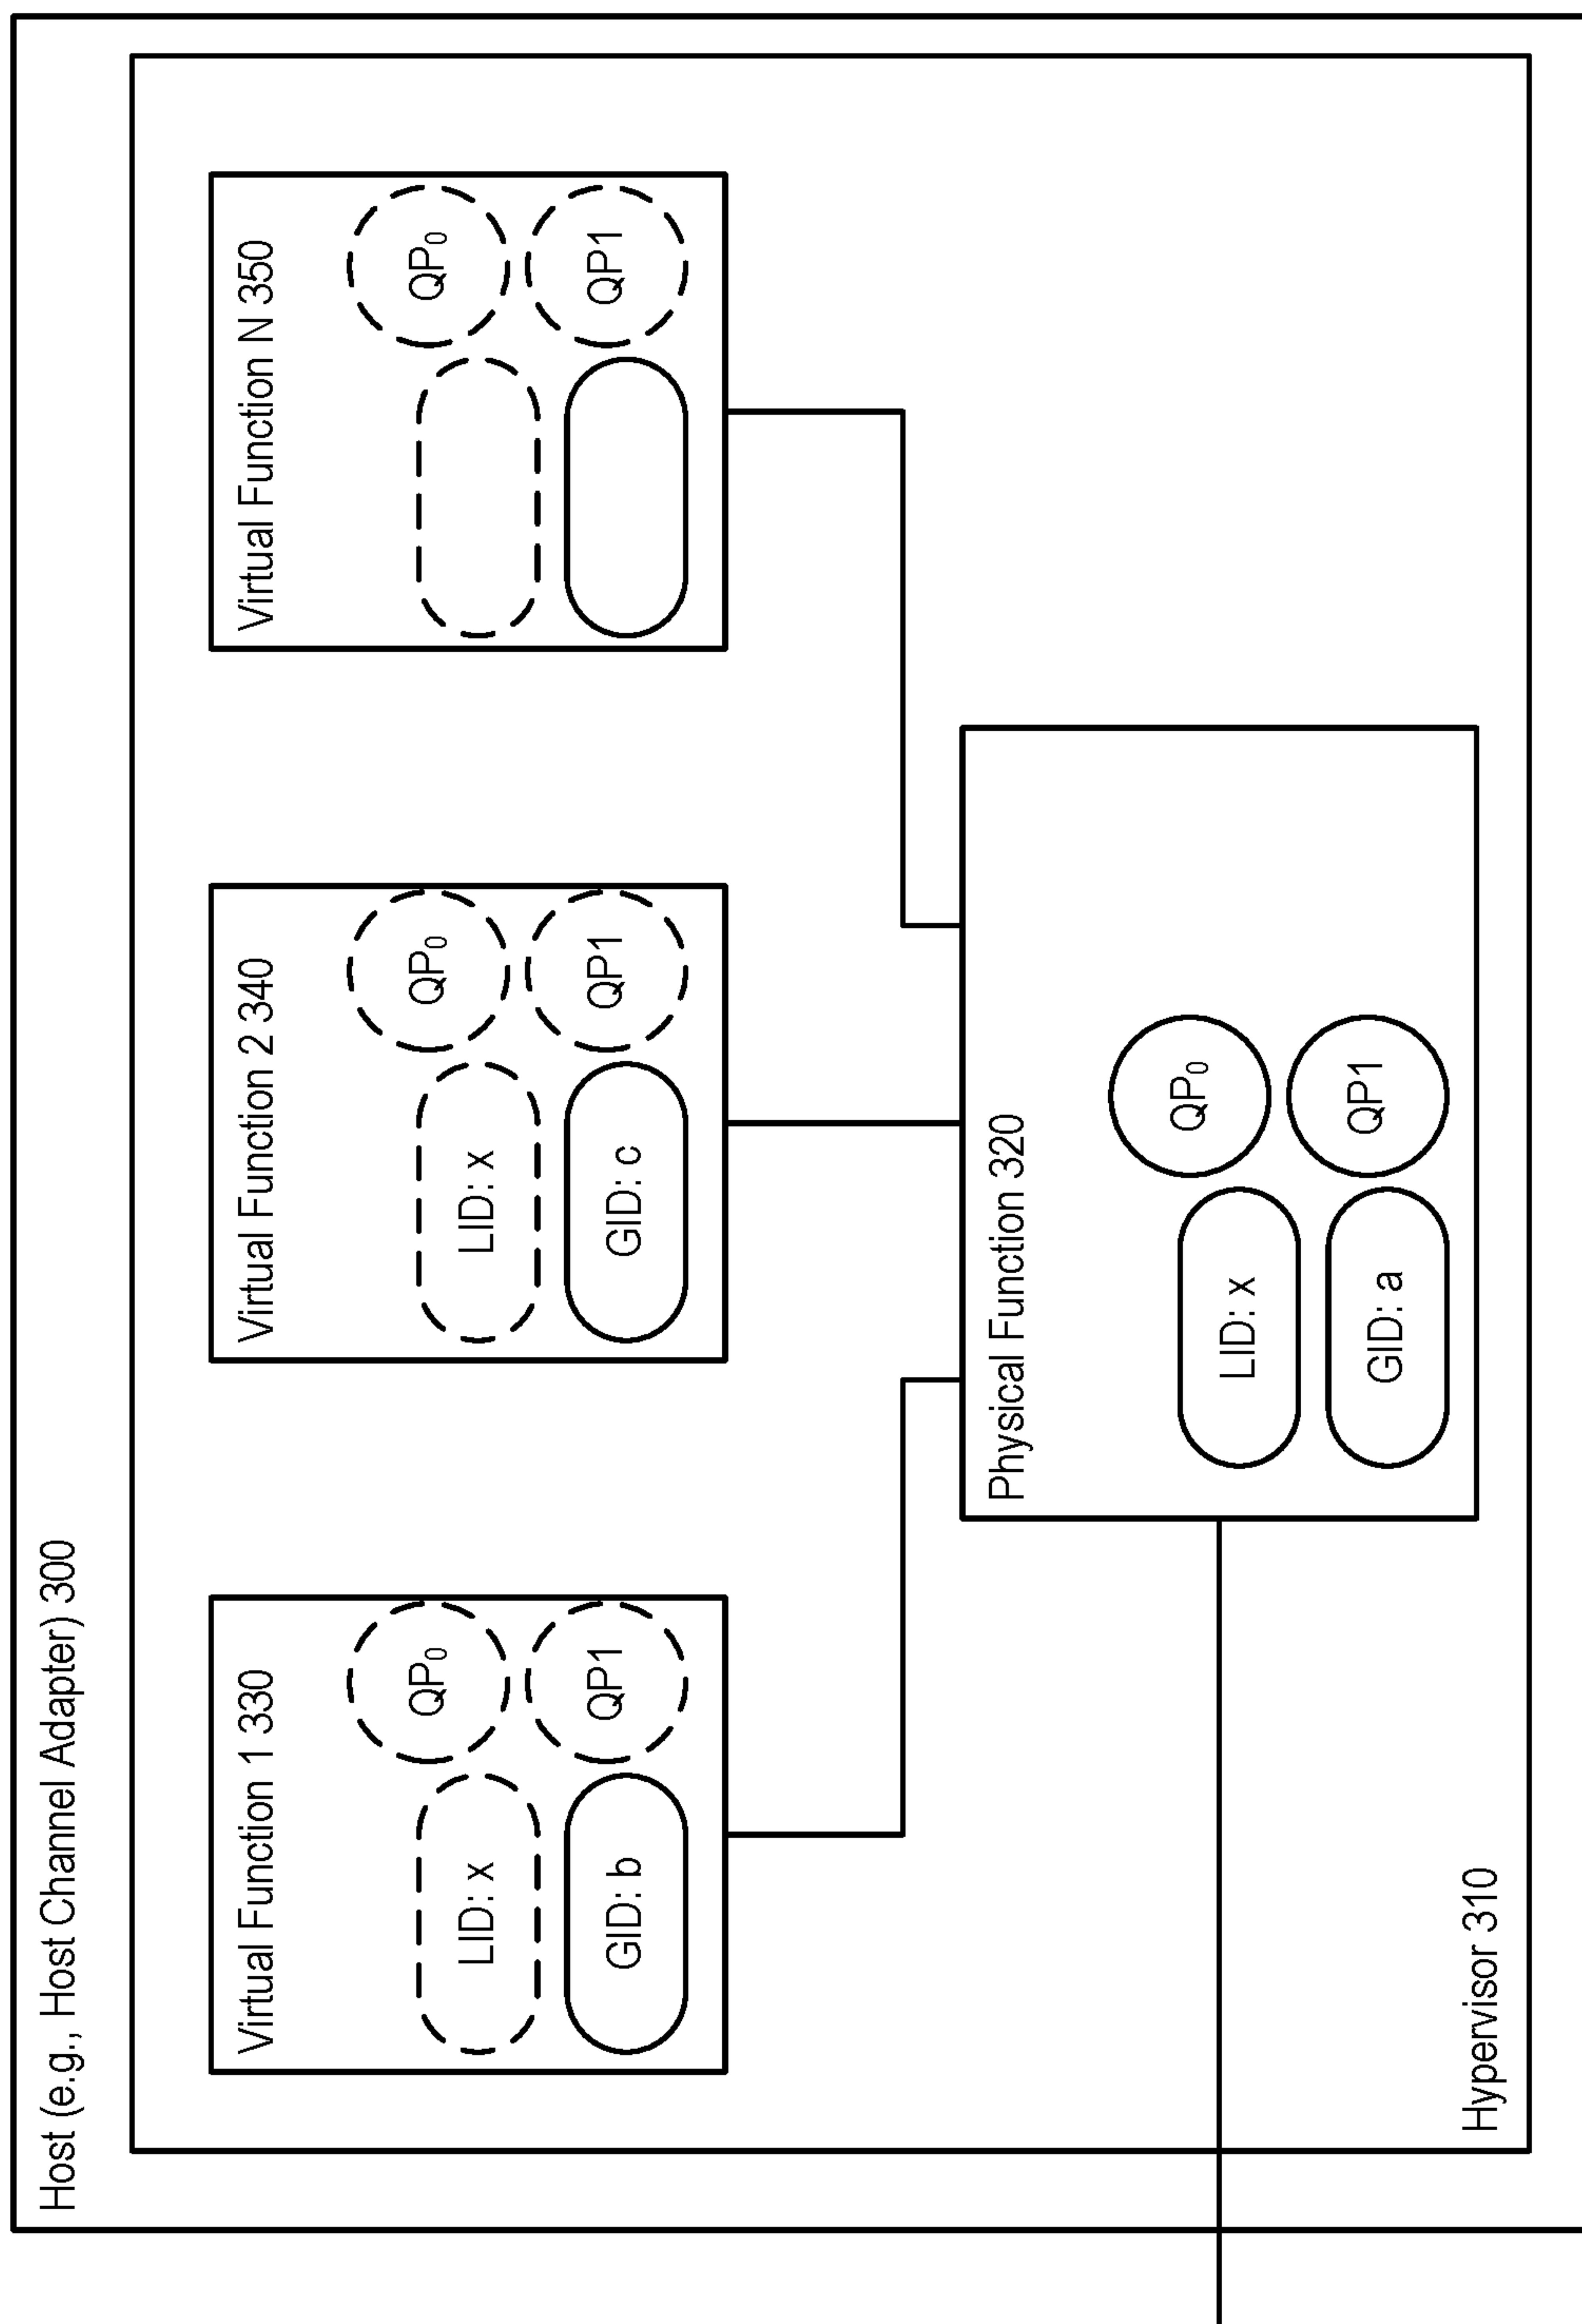 Host (e.g., Host Channel Adapter) 300
Virtual Function 1 330
QP0
LID: x
QP1
GID: b
Virtual Function 2 340
QP0
LID: x
QP1
GID: c
Virtual Function N 350
QP0
QP1
Physical Function 320
QP0
LID: x
QP1
GID: a
Hypervisor 310